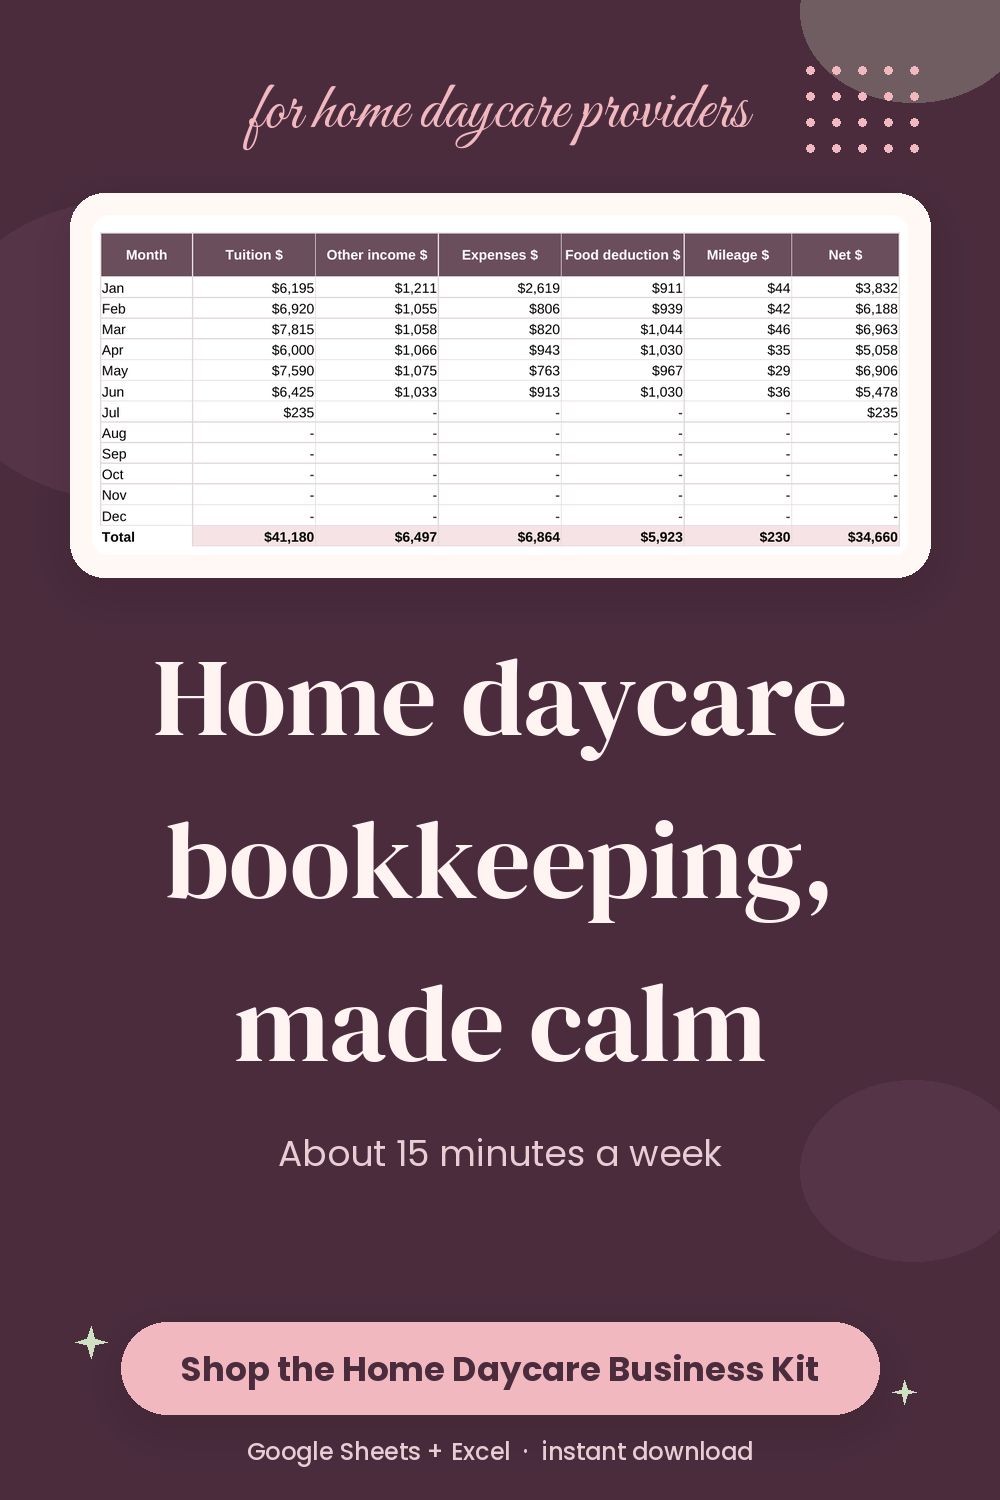 for home daycare providers
Month Tuition $ Other income $ Expenses $ Food deduction $ Mileage $ Net $
Jan $6,195 $1,211 $2,619 $911 $44 $3,832
Feb $6,920 $1,055 $806 $939 $42 $6,188
Mar $7,815 $1,058 $820 $1,044 $46 $6,963
Apr $6,000 $1,066 $943 $1,030 $35 $5,058
May $7,590 $1,075 $763 $967 $29 $6,906
Jun $6,425 $1,033 $913 $1,030 $36 $5,478
Jul $235 - - - - $235
Aug - - - - - -
Sep - - - - - -
Oct - - - - - -
Nov - - - - - -
Dec - - - - - -
Total $41,180 $6,497 $6,864 $5,923 $230 $34,660
Home daycare
bookkeeping,
made calm
About 15 minutes a week
Shop the Home Daycare Business Kit
Google Sheets + Excel · instant download